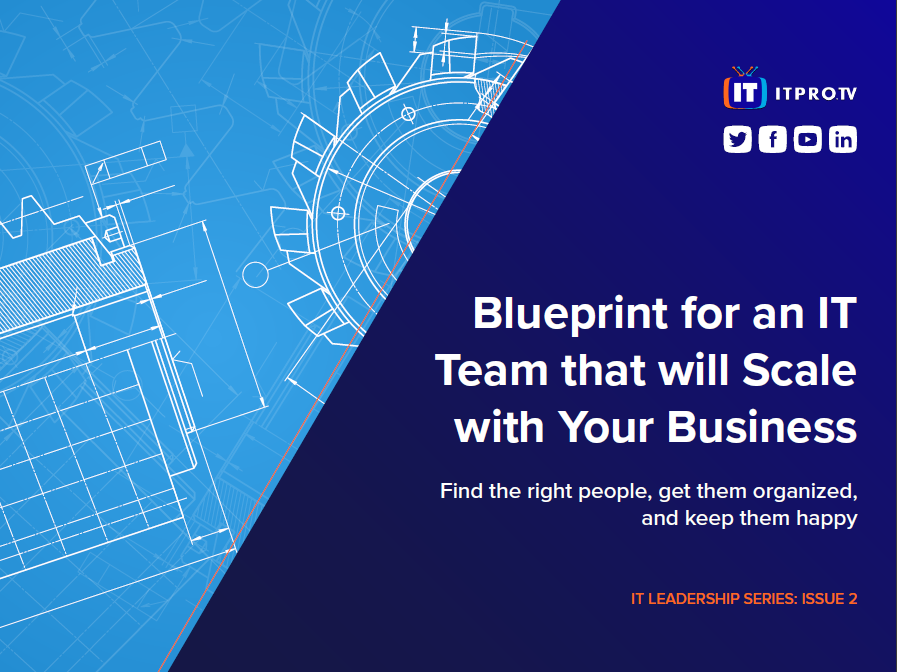 IT ITPRO.TV
Blueprint for an IT
Team that will Scale
with Your Business
Find the right people, get them organized,
and keep them happy
IT LEADERSHIP SERIES: ISSUE 2